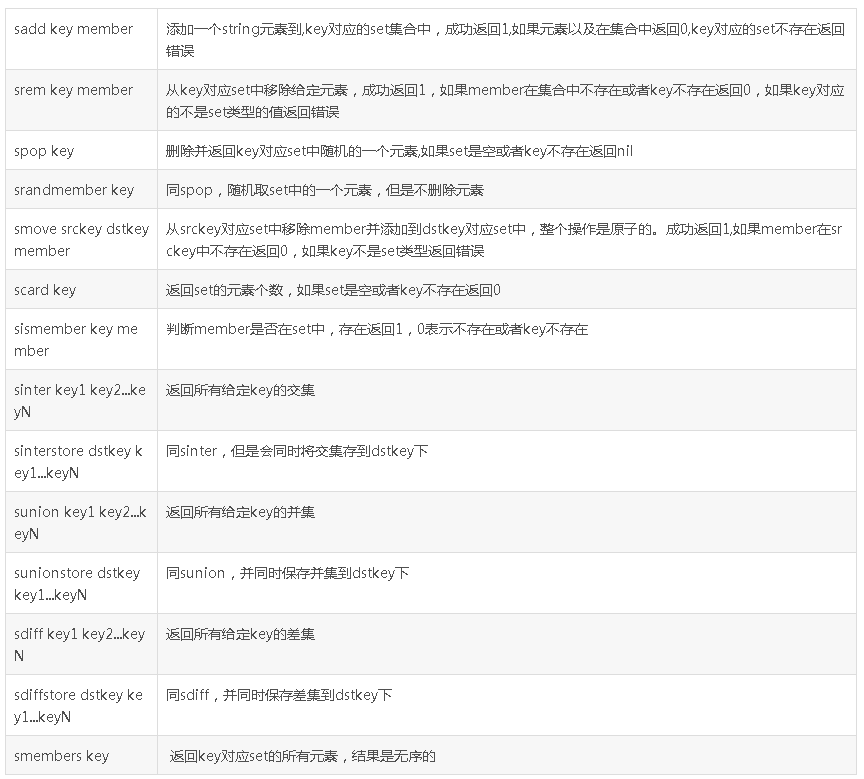 sadd key member
添加一个string元素到,key对应的set集合中，成功返回1,如果元素以及在集合中返回0,key对应的set不存在返回
错误
srem key member
从key对应set中移除给定元素，成功返回1，如果member在集合中不存在或者key不存在返回0，如果key对应
的不是set类型的值返回错误
spop key
删除并返回key对应set中随机的一个元素,如果set是空或者key不存在返回nil
srandmember key
同spop，随机取set中的一个元素，但是不删除元素
smove srckey dstkey
member
从srckey对应set中移除member并添加到dstkey对应set中，整个操作是原子的。成功返回1,如果member在sr
ckey中不存在返回0，如果key不是set类型返回错误
scard key
返回set的元素个数，如果set是空或者key不存在返回0
sismember key me
mber
判断member是否在set中，存在返回1，0表示不存在或者key不存在
sinter key1 key2...ke
yN
返回所有给定key的交集
sinterstore dstkey k
ey1...keyN
同sinter，但是会同时将交集存到dstkey下
sunion key1 key2...k
eyN
返回所有给定key的并集
sunionstore dstkey
key1...keyN
同sunion，并同时保存并集到dstkey下
sdiff key1 key2...key
N
返回所有给定key的差集
sdiffstore dstkey ke
y1...keyN
同sdiff，并同时保存差集到dstkey下
smembers key
返回key对应set的所有元素，结果是无序的